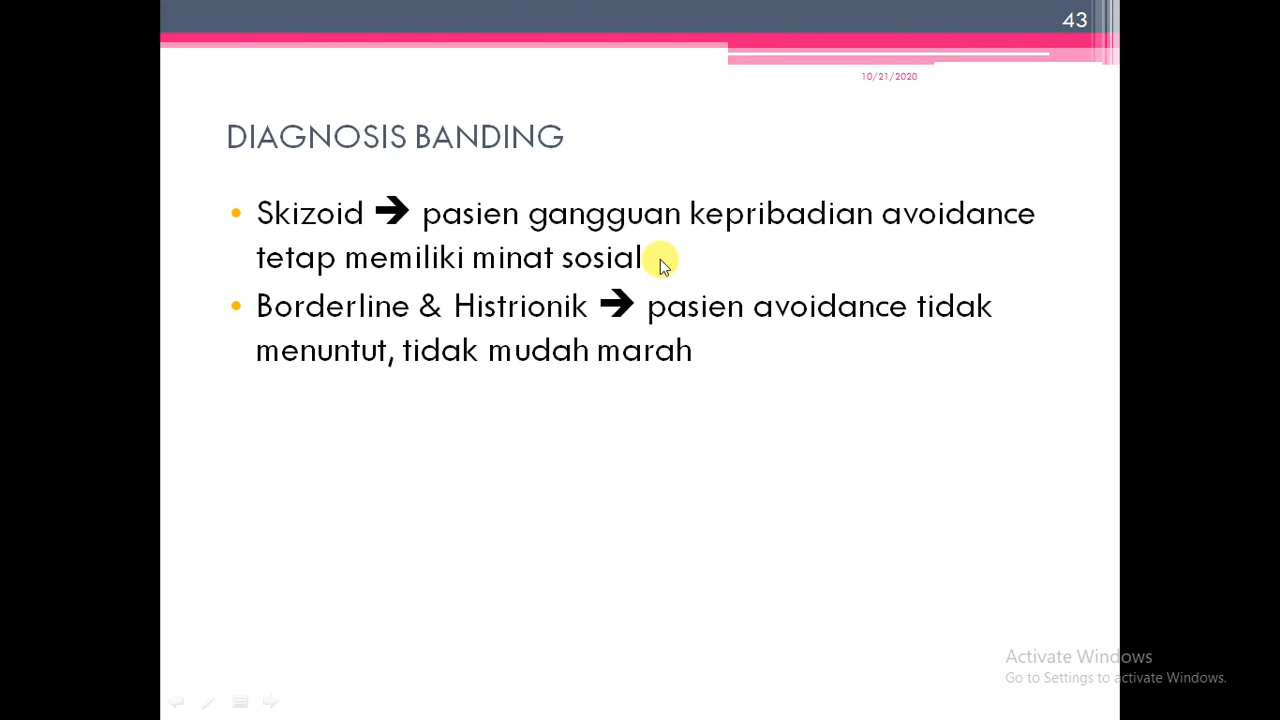 43
10/21/2020
DIAGNOSIS BANDING
• Skizoid ➔ pasien gangguan kepribadian avoidance
tetap memiliki minat sosial
• Borderline & Histrionik ➔ pasien avoidance tidak
menuntut, tidak mudah marah
Activate Windows
Go to Settings to activate Windows.